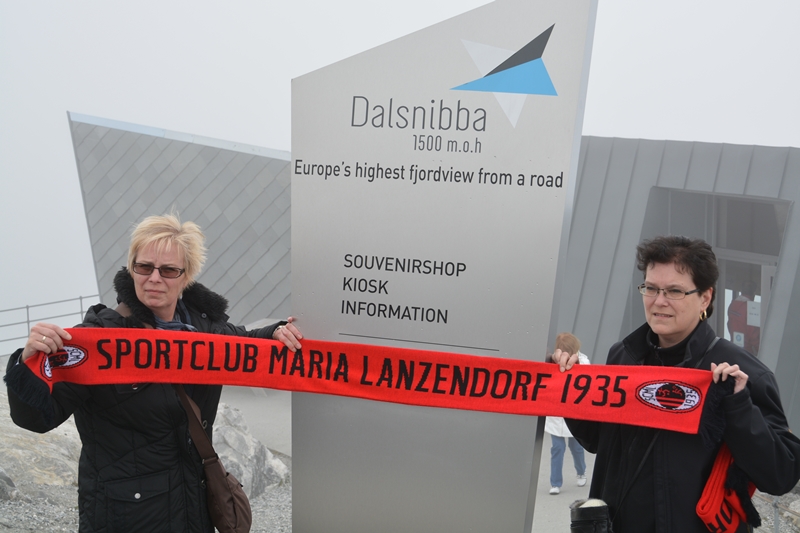 Dalsnibba
1500 m.o.h
Europe's highest fjordview from a road
SOUVENIRSHOP
KIOSK
INFORMATION
SPORTCLUB MARIA LANZENDORF 1935